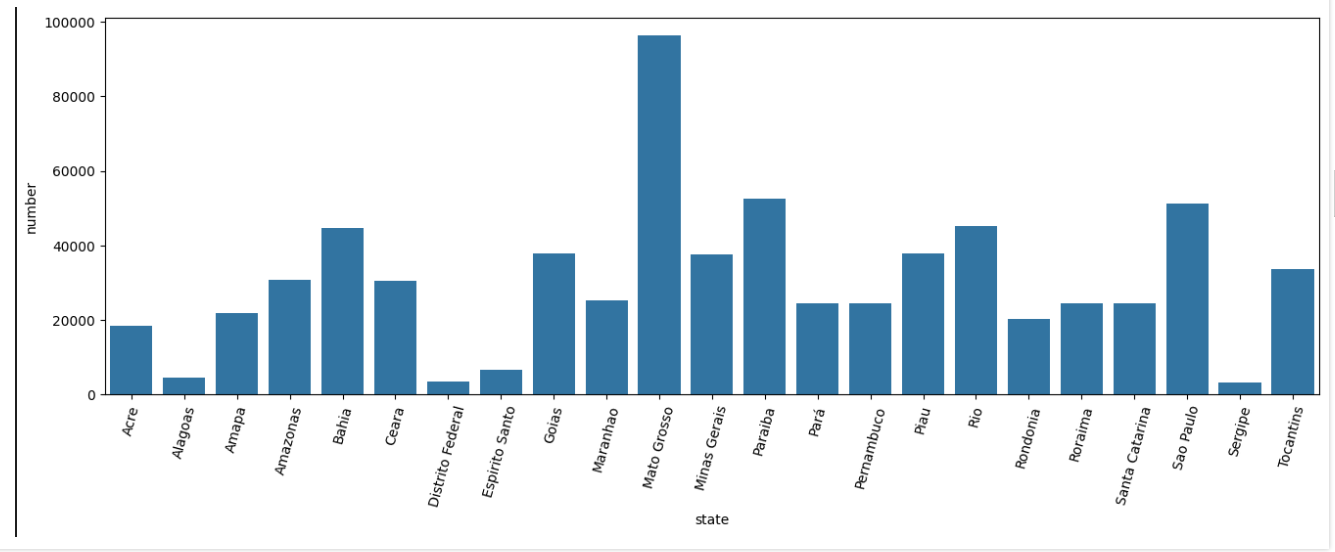 100000
80000
60000
40000
20000
0
number
Acre
Alagoas
Amapa
Amazonas
Bahia
Ceara
Distrito Federal
Espirito Santo
Goias
Maranhao
Mato Grosso
Minas Gerais
Paraiba
Pará
Pernambuco
Piau
Rio
Rondonia
Roraima
Santa Catarina
Sao Paulo
Sergipe
Tocantins
state